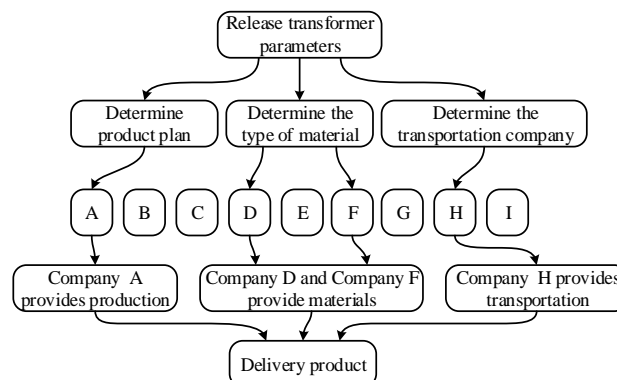 Release transformer
parameters
Determine
product plan
Determine the
type of material
Determine the
transportation company
A B C D E F G H I
Company A
provides production
Company D and Company F
provide materials
Company H provides
transportation
Delivery product